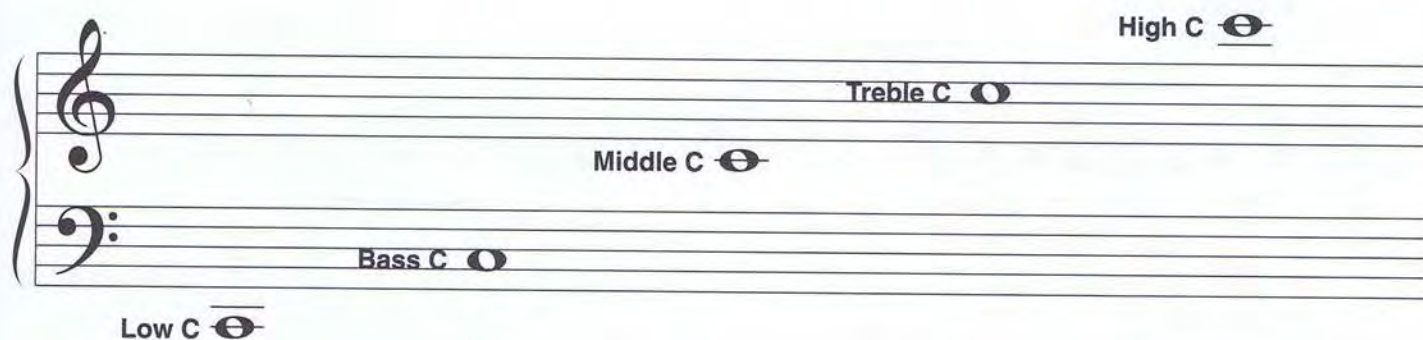 High C
Treble C
Middle C
Bass C
Low C